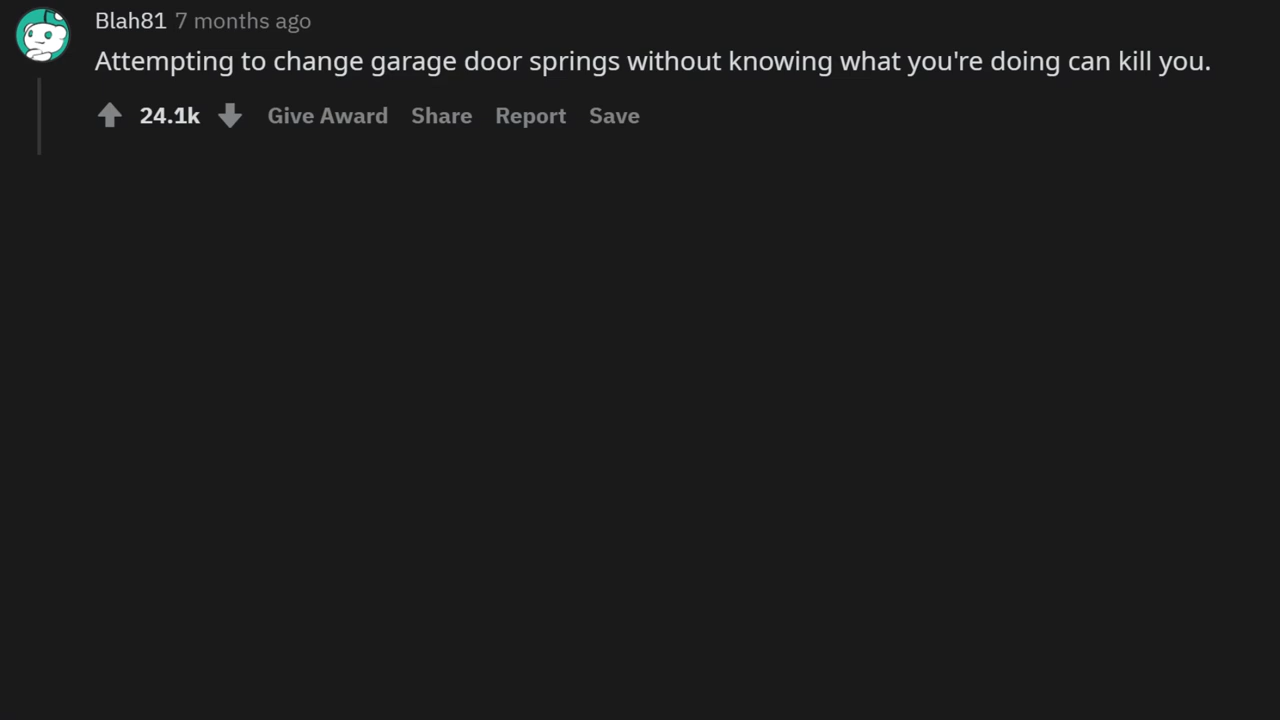 Blah81 7 months ago
Attempting to change garage door springs without knowing what you're doing can kill you.
24.1k Give Award Share Report Save